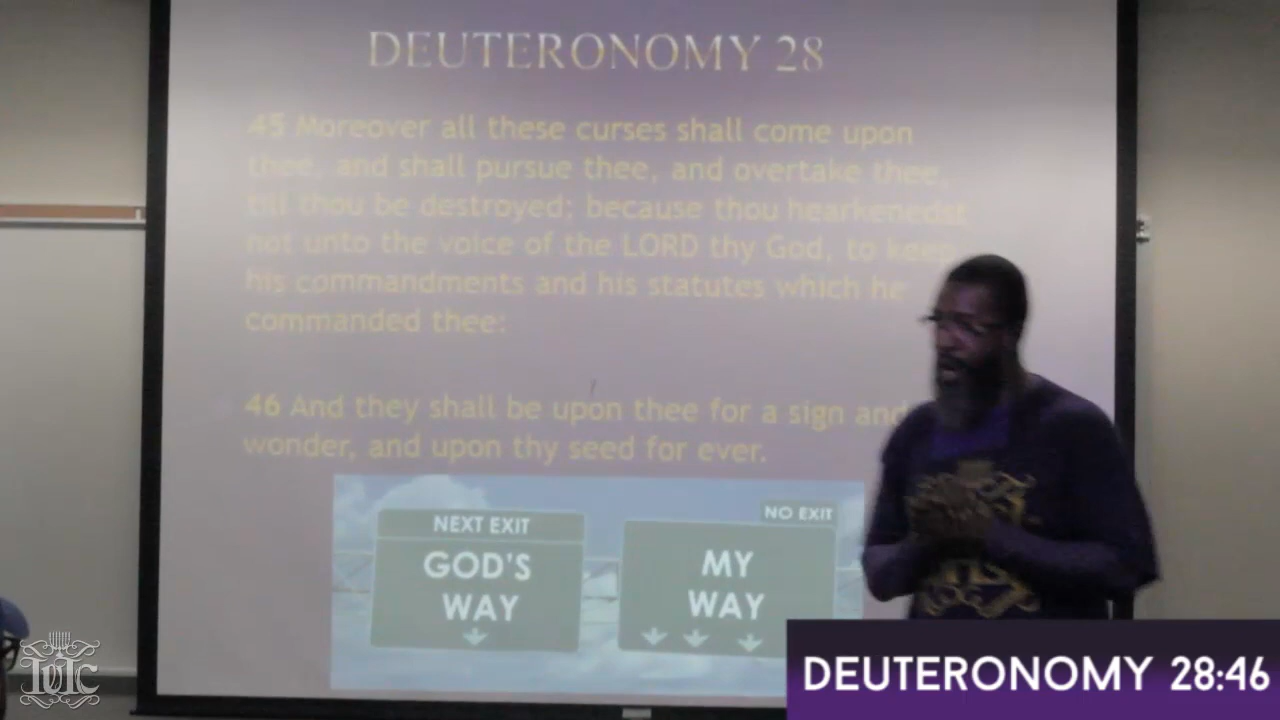 DEUTERONOMY 28
45 Moreover all these curses shall come upon
thee, and shall pursue thee, and overtake thee,
till thou be destroyed; because thou hearkenedst
not unto the voice of the LORD thy God, to keep
his commandments and his statutes which he
commanded thee:
46 And they shall be upon thee for a sign and
wonder, and upon thy seed for ever.
NEXT EXIT
GOD'S
WAY
NO EXIT
MY
WAY
IUIC
DEUTERONOMY 28:46